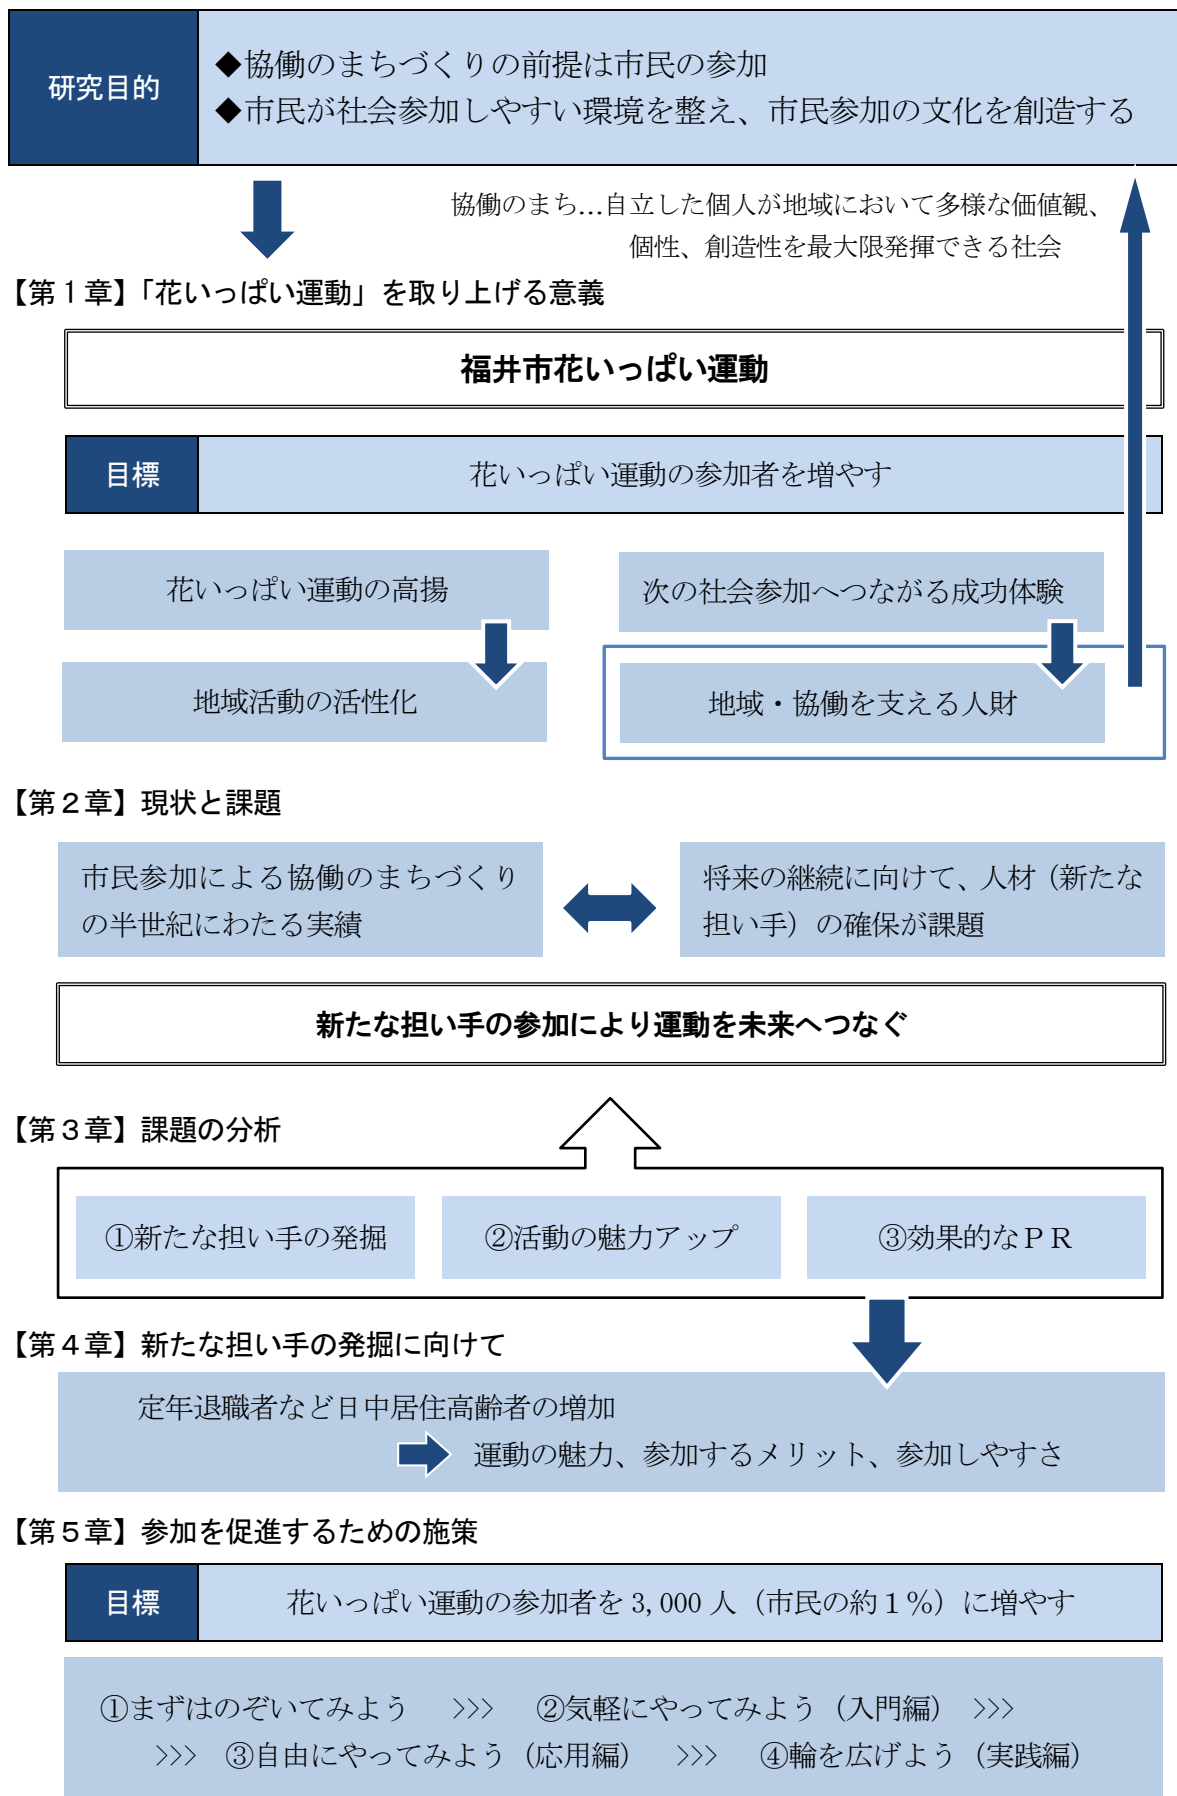 研究目的
◆協働のまちづくりの前提は市民の参加
◆市民が社会参加しやすい環境を整え、市民参加の文化を創造する
協働のまち…自立した個人が地域において多様な価値観、
個性、創造性を最大限発揮できる社会
【第１章】「花いっぱい運動」を取り上げる意義
福井市花いっぱい運動
目標
花いっぱい運動の参加者を増やす
花いっぱい運動の高揚
次の社会参加へつながる成功体験
地域活動の活性化
地域・協働を支える人財
【第２章】現状と課題
市民参加による協働のまちづくり
の半世紀にわたる実績
将来の継続に向けて、人材（新たな
担い手）の確保が課題
新たな担い手の参加により運動を未来へつなぐ
【第３章】課題の分析
①新たな担い手の発掘
②活動の魅力アップ
③効果的なＰＲ
【第４章】新たな担い手の発掘に向けて
定年退職者など日中居住高齢者の増加
運動の魅力、参加するメリット、参加しやすさ
【第５章】参加を促進するための施策
目標
花いっぱい運動の参加者を 3,000 人（市民の約１％）に増やす
①まずはのぞいてみよう　>>>　②気軽にやってみよう（入門編）　>>>
>>>　③自由にやってみよう（応用編）　>>>　④輪を広げよう（実践編）